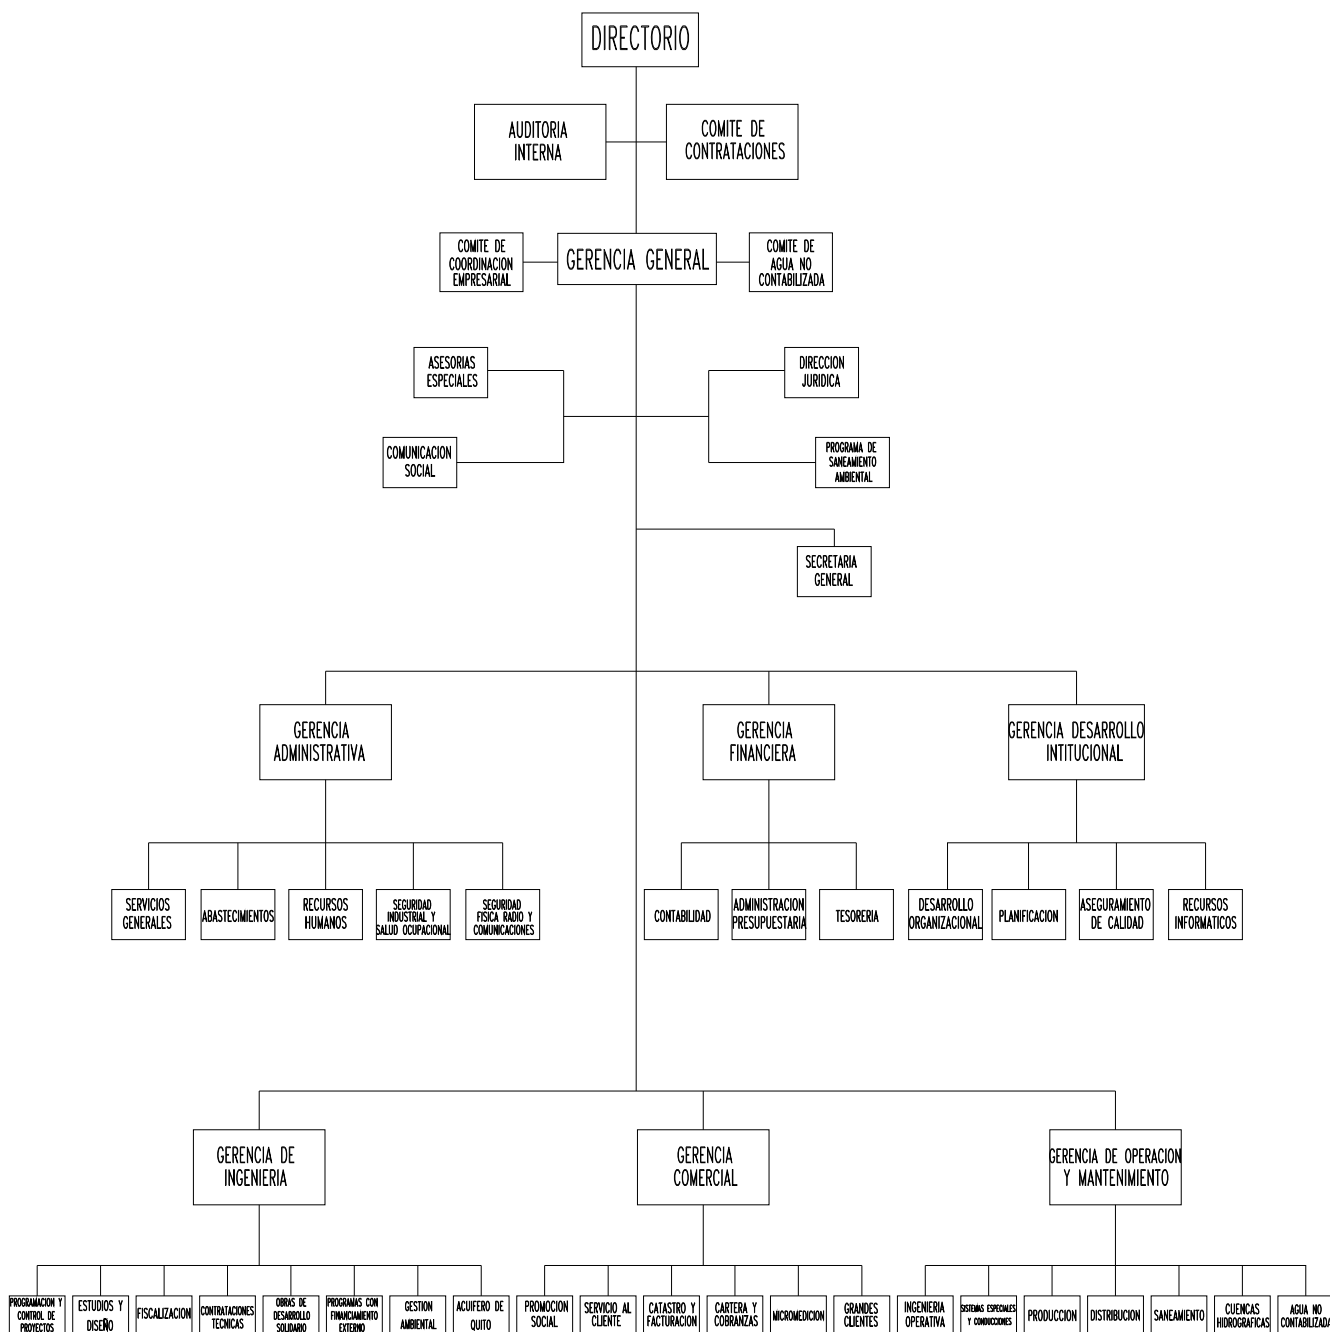 DIRECTORIO
AUDITORIA
INTERNA
COMITE DE
CONTRATACIONES
COMITE DE
COORDINACION
EMPRESARIAL
GERENCIA GENERAL
COMITE DE
AGUA NO
CONTABILIZADA
ASESORIAS
ESPECIALES
DIRECCION
JURIDICA
COMUNICACION
SOCIAL
PROGRAMA DE
SANEAMIENTO
AMBIENTAL
SECRETARIA
GENERAL
GERENCIA
ADMINISTRATIVA
GERENCIA
FINANCIERA
GERENCIA DESARROLLO
INTITUCIONAL
SERVICIOS
GENERALES
ABASTECIMIENTOS
RECURSOS
HUMANOS
SEGURIDAD
INDUSTRIAL Y
SALUD OCUPACIONAL
SEGURIDAD
FISICA RADIO Y
COMUNICACIONES
CONTABILIDAD
ADMINISTRACION
PRESUPUESTARIA
TESORERIA
DESARROLLO
ORGANIZACIONAL
PLANIFICACION
ASEGURAMIENTO
DE CALIDAD
RECURSOS
INFORMATICOS
GERENCIA DE
INGENIERIA
GERENCIA
COMERCIAL
GERENCIA DE OPERACION
Y MANTENIMIENTO
PROGRAMACION Y
CONTROL DE
PROYECTOS
ESTUDIOS Y
DISEÑO
FISCALIZACION
CONTRATACIONES
TECNICAS
OBRAS DE
DESARROLLO
SOLIDARIO
PROGRAMAS CON
FINANCIAMIENTO
EXTERNO
GESTION
AMBIENTAL
ACUIFERO DE
QUITO
PROMOCION
SOCIAL
SERVICIO AL
CLIENTE
CATASTRO Y
FACTURACION
CARTERA Y
COBRANZAS
MICROMEDICION
GRANDES
CLIENTES
INGENIERIA
OPERATIVA
SISTEMAS ESPECIALES
Y CONDUCCIONES
PRODUCCION
DISTRIBUCION
SANEAMIENTO
CUENCAS
HIDROGRAFICAS
AGUA NO
CONTABILIZADA